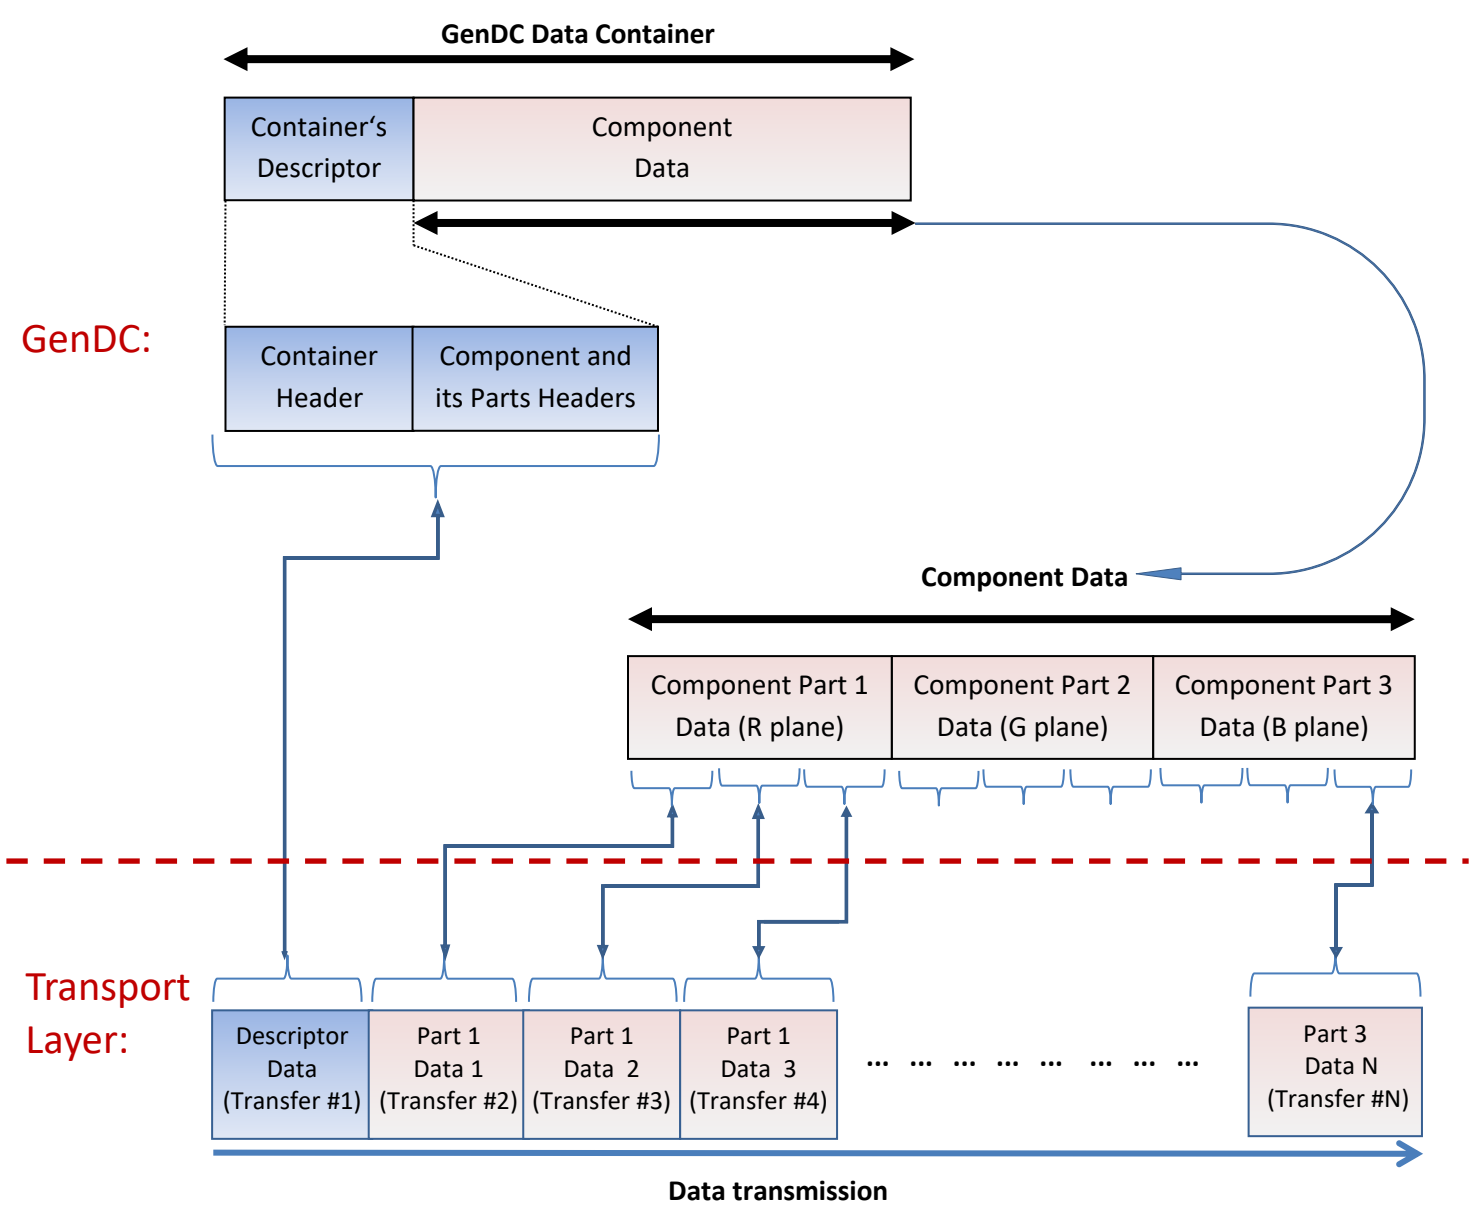 GenDC Data Container
Container‘s
Descriptor
Component
Data
GenDC:
Container
Header
Component and
its Parts Headers
Component Data
Component Part 1
Data (R plane)
Component Part 2
Data (G plane)
Component Part 3
Data (B plane)
Transport
Layer:
Descriptor
Data
(Transfer #1)
Part 1
Data 1
(Transfer #2)
Part 1
Data  2
(Transfer #3)
Part 1
Data  3
(Transfer #4)
... ... ... ... ... ... ... ...
Part 3
Data N
(Transfer #N)
Data transmission